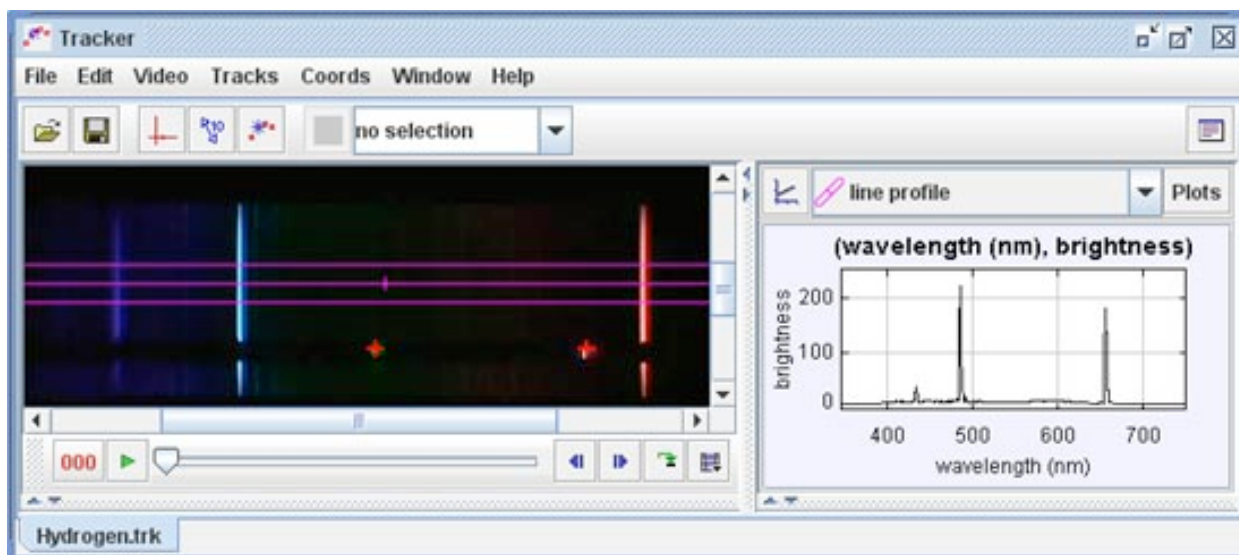 Tracker
File Edit Video Tracks Coords Window Help
no selection
line profile Plots
(wavelength (nm), brightness)
brightness
200
100
0
400 500 600 700
wavelength (nm)
000
Hydrogen.trk